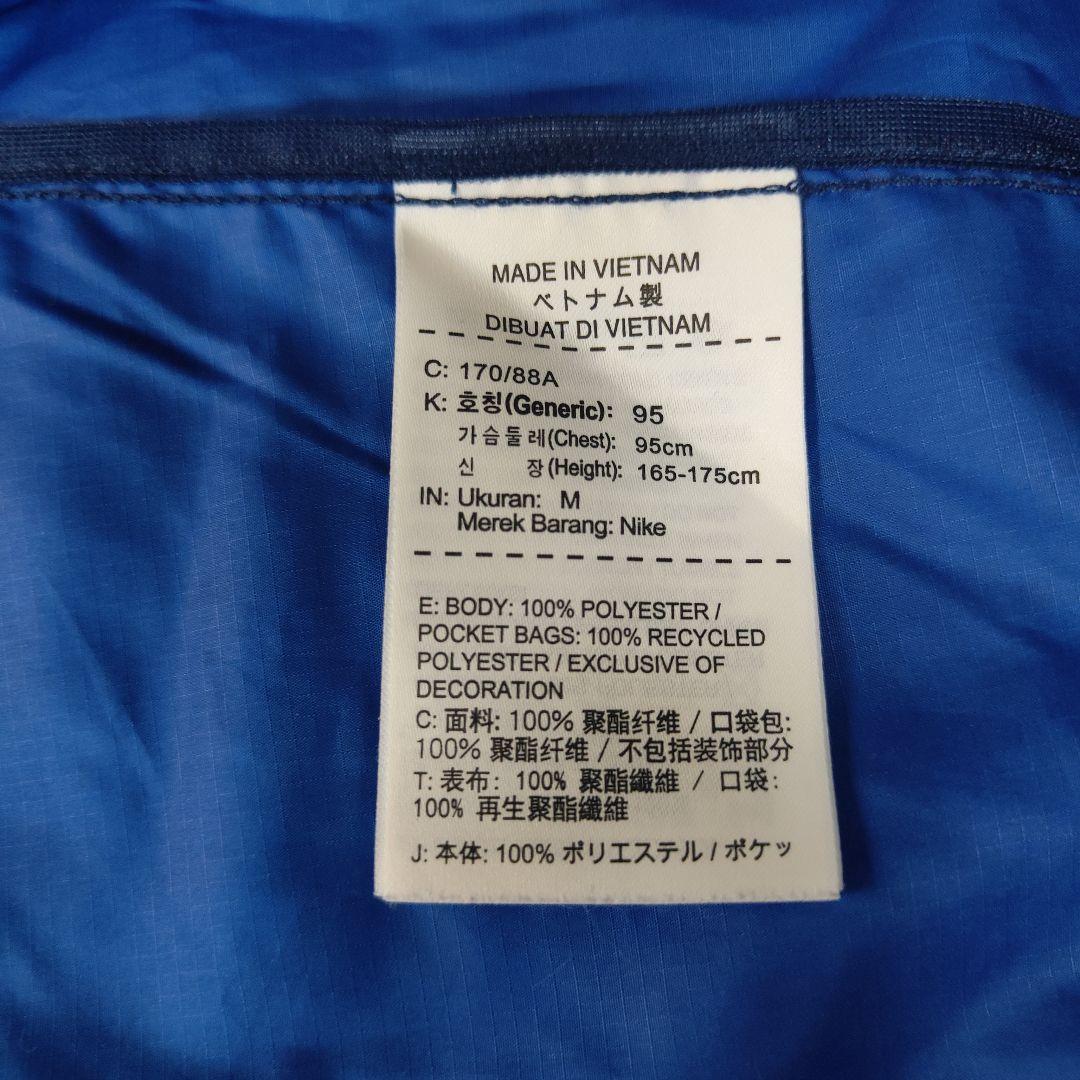 MADE IN VIETNAM
ベトナム製
DIBUAT DI VIETNAM
C: 170/88A
K: 호칭(Generic): 95
가슴둘레(Chest): 95cm
신 장(Height): 165-175cm
IN: Ukuran: M
Merek Barang: Nike
E: BODY: 100% POLYESTER /
POCKET BAGS: 100% RECYCLED
POLYESTER / EXCLUSIVE OF
DECORATION
C: 面料: 100% 聚酯纤维 / 口袋包:
100% 聚酯纤维 / 不包括装饰部分
T: 表布: 100% 聚酯纖維 / 口袋:
100% 再生聚酯纖維
J: 本体: 100% ポリエステル / ポケッ